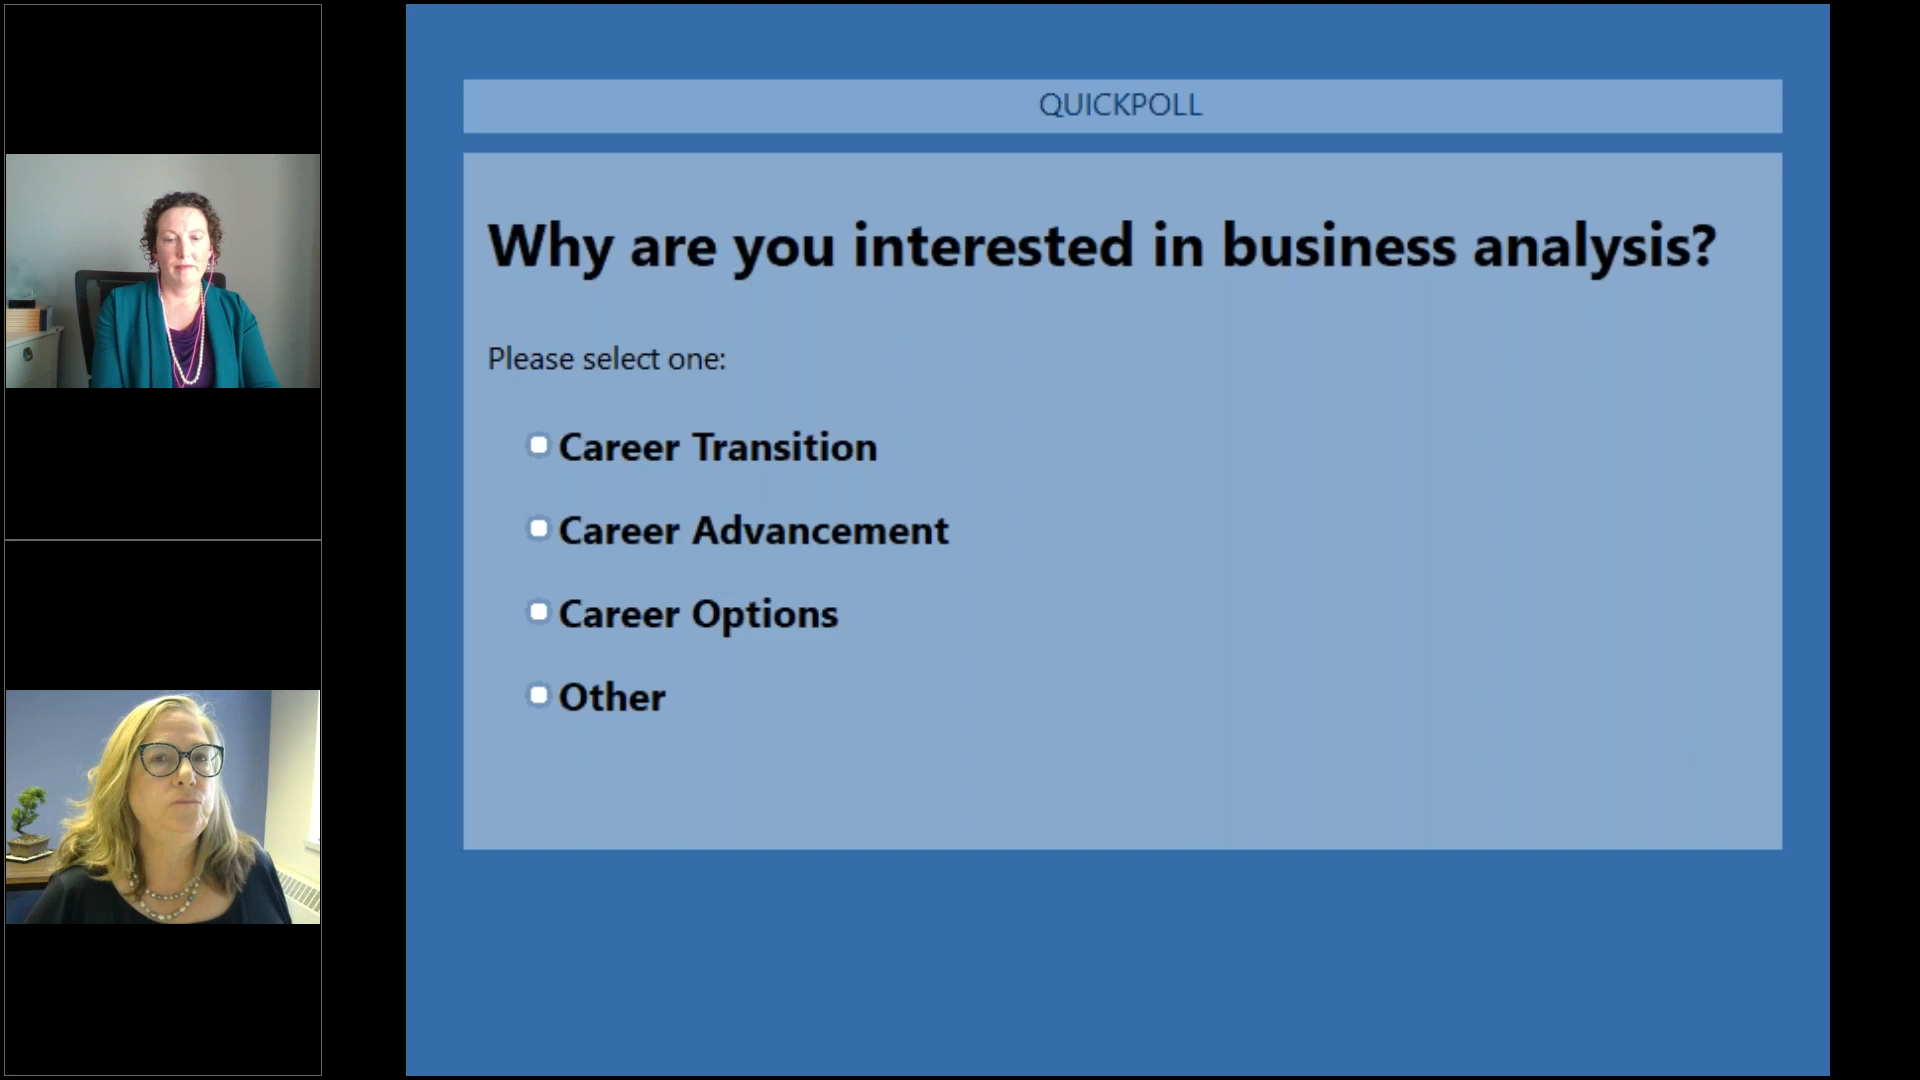 QUICKPOLL
Why are you interested in business analysis?
Please select one:
Career Transition
Career Advancement
Career Options
Other